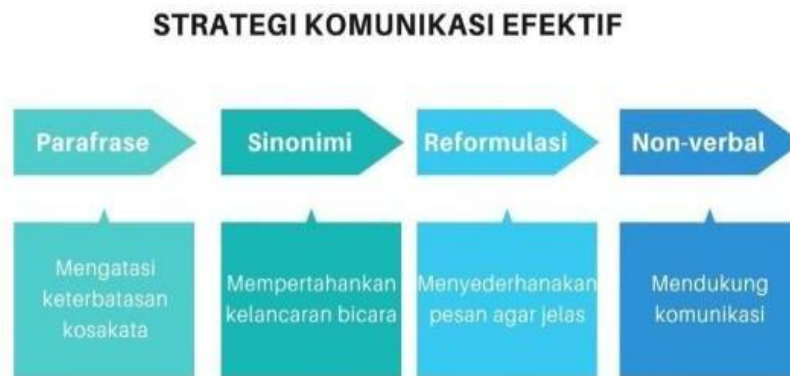 STRATEGI KOMUNIKASI EFEKTIF
Parafrase
Sinonimi
Reformulasi
Non-verbal
Mengatasi
keterbatasan
kosakata
Mempertahankan
kelancaran bicara
Menyederhanakan
pesan agar jelas
Mendukung
komunikasi